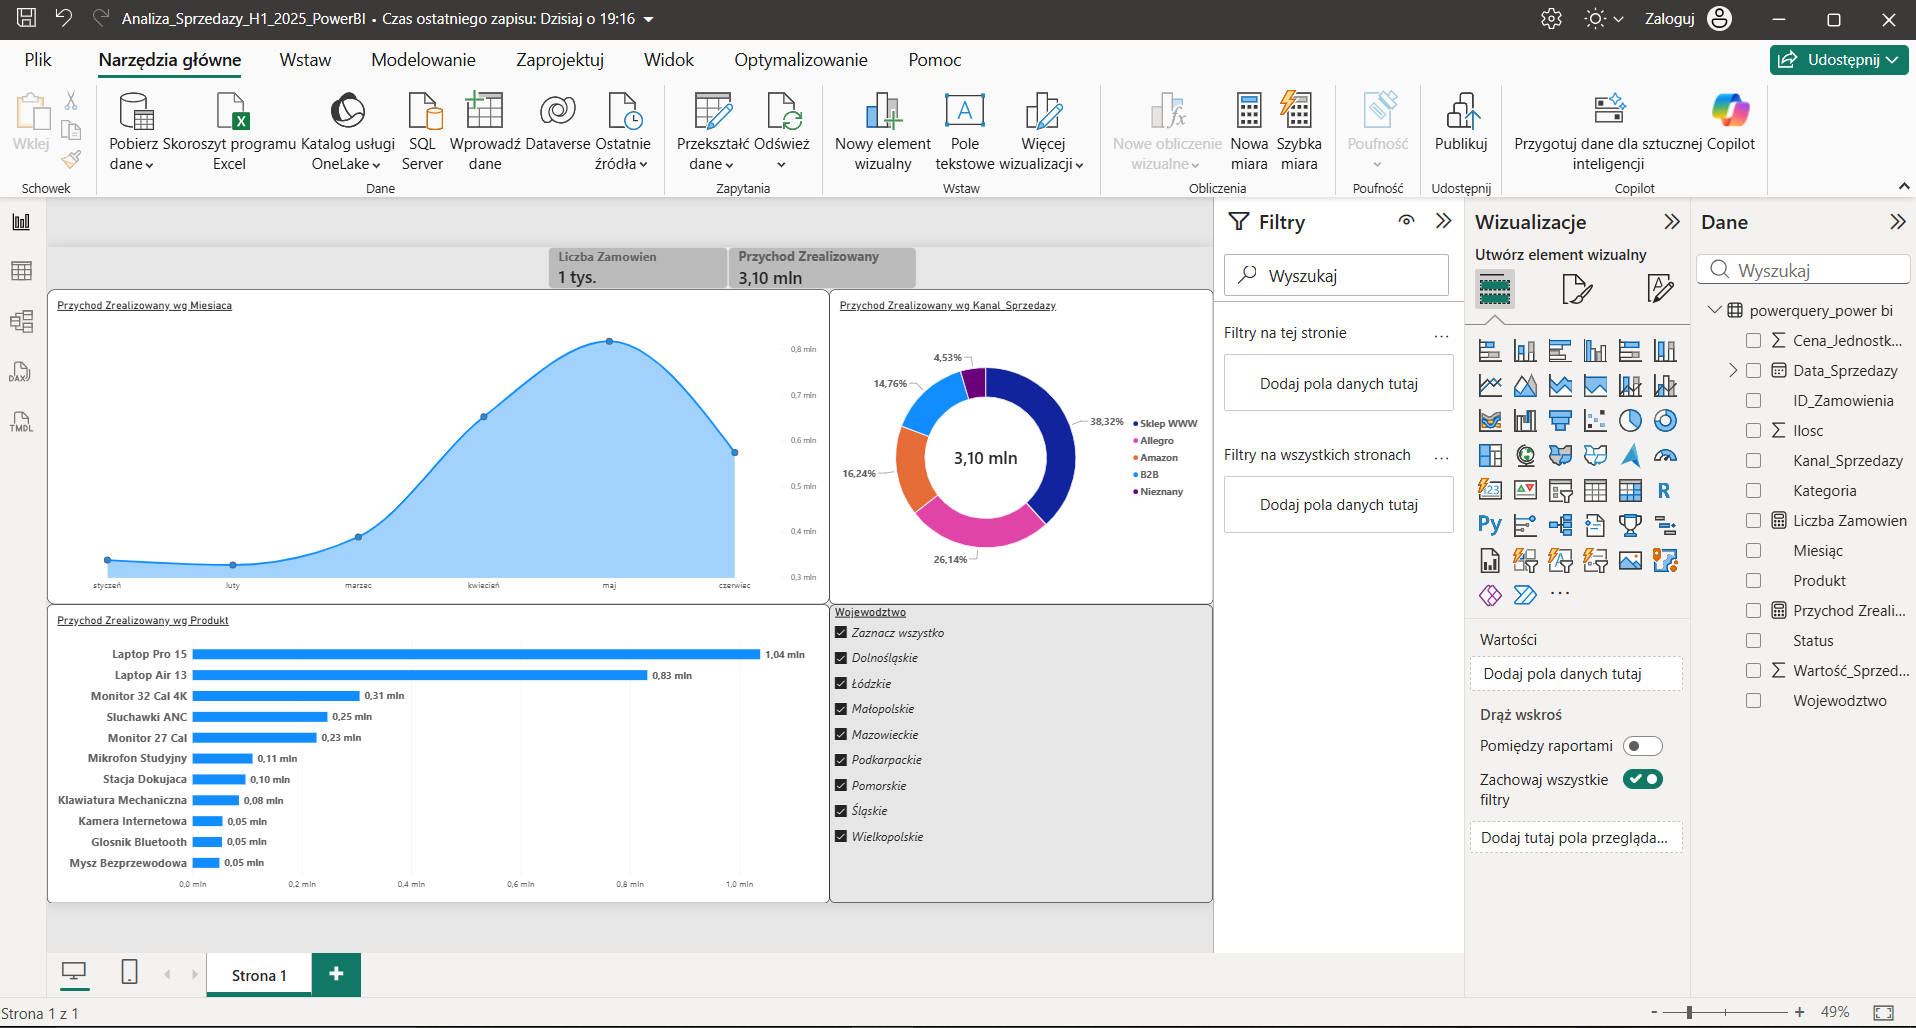 Analiza_Sprzedazy_H1_2025_PowerBI • Czas ostatniego zapisu: Dzisiaj o 19:16
Zaloguj
Plik
Narzędzia główne
Wstaw
Modelowanie
Zaprojektuj
Widok
Optymalizowanie
Pomoc
Udostępnij
Wklej
Pobierz dane
Skoroszyt programu Excel
Katalog usługi OneLake
SQL Server
Wprowadź dane
Dataverse
Ostatnie źródła
Przekształć dane
Odśwież
Nowy element wizualny
A
Pole tekstowe
Więcej wizualizacji
Nowe obliczenie wizualne
Nowa miara
Szybka miara
Poufność
Publikuj
Przygotuj dane dla sztucznej inteligencji
Copilot
Schowek
Dane
Zapytania
Wstaw
Obliczenia
Poufność
Udostępnij
Copilot
DAX
TMDL
Liczba Zamowien
1 tys.
Przychod Zrealizowany
3,10 mln
Przychod Zrealizowany wg Miesiaca
0,8 mln
0,7 mln
0,6 mln
0,5 mln
0,4 mln
0,3 mln
styczeń
luty
marzec
kwiecień
maj
czerwiec
Przychod Zrealizowany wg Kanal_Sprzedazy
4,53%
14,76%
38,32%
16,24%
26,14%
3,10 mln
Sklep WWW
Allegro
Amazon
B2B
Nieznany
Przychod Zrealizowany wg Produkt
Laptop Pro 15 1,04 mln
Laptop Air 13 0,83 mln
Monitor 32 Cal 4K 0,31 mln
Sluchawki ANC 0,25 mln
Monitor 27 Cal 0,23 mln
Mikrofon Studyjny 0,11 mln
Stacja Dokujaca 0,10 mln
Klawiatura Mechaniczna 0,08 mln
Kamera Internetowa 0,05 mln
Glosnik Bluetooth 0,05 mln
Mysz Bezprzewodowa 0,05 mln
0,0 mln 0,2 mln 0,4 mln 0,6 mln 0,8 mln 1,0 mln
Wojewodztwo
Zaznacz wszystko
Dolnośląskie
Łódzkie
Małopolskie
Mazowieckie
Podkarpackie
Pomorskie
Śląskie
Wielkopolskie
Filtry
Wyszukaj
Filtry na tej stronie ...
Dodaj pola danych tutaj
Filtry na wszystkich stronach ...
Dodaj pola danych tutaj
Wizualizacje
Utwórz element wizualny
123
R
Py
...
Wartości
Dodaj pola danych tutaj
Drąż wskroś
Pomiędzy raportami
Zachowaj wszystkie filtry
Dodaj tutaj pola przegląda...
Dane
Wyszukaj
powerquery_power bi
Cena_Jednostk...
Data_Sprzedazy
ID_Zamowienia
Ilosc
Kanal_Sprzedazy
Kategoria
Liczba Zamowien
Miesiąc
Produkt
Przychod Zreali...
Status
Wartość_Sprzed...
Wojewodztwo
Strona 1
+
Strona 1 z 1
- + 49%